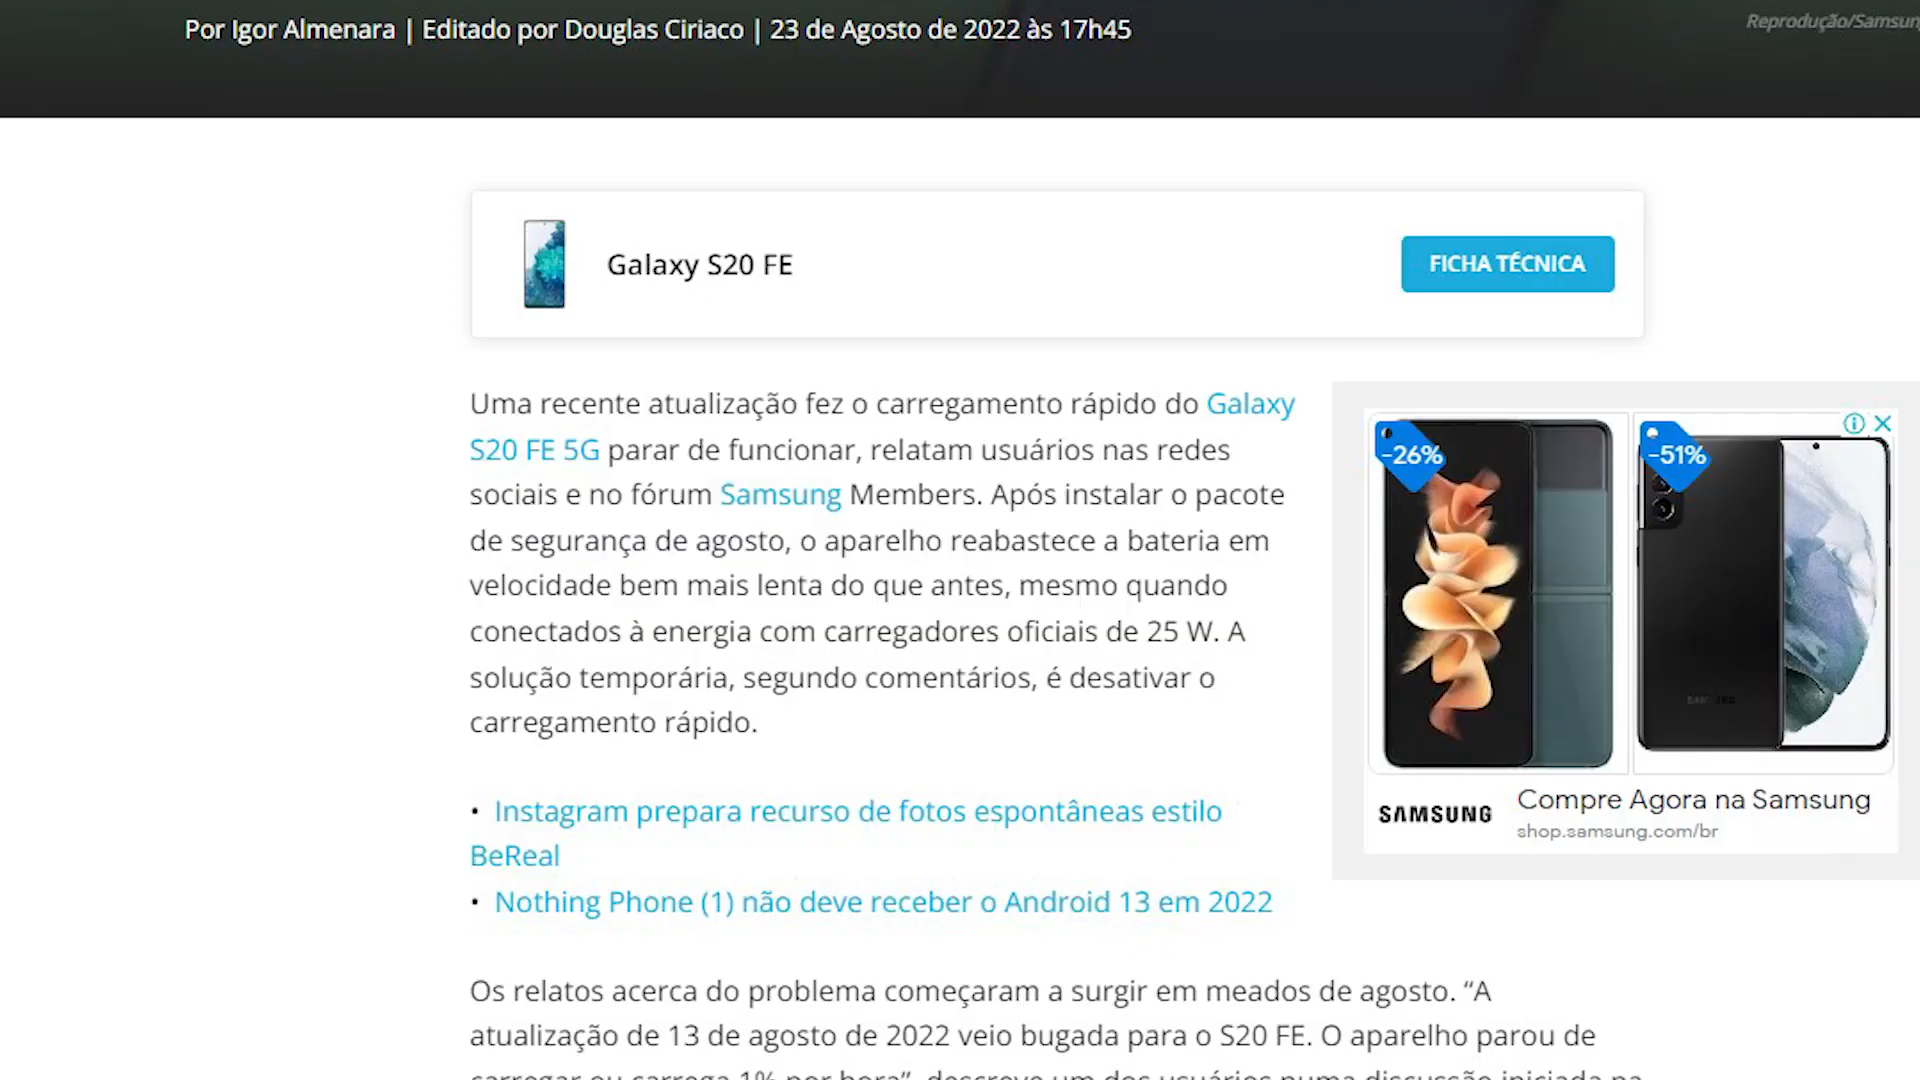 Por Igor Almenara | Editado por Douglas Ciriaco | 23 de Agosto de 2022 às 17h45
Reprodução/Samsun
Galaxy S20 FE
FICHA TÉCNICA
Uma recente atualização fez o carregamento rápido do Galaxy
S20 FE 5G parar de funcionar, relatam usuários nas redes
sociais e no fórum Samsung Members. Após instalar o pacote
de segurança de agosto, o aparelho reabastece a bateria em
velocidade bem mais lenta do que antes, mesmo quando
conectados à energia com carregadores oficiais de 25 W. A
solução temporária, segundo comentários, é desativar o
carregamento rápido.
-26%
-51%
SAMSUNG
Compre Agora na Samsung
shop.samsung.com/br
• Instagram prepara recurso de fotos espontâneas estilo
BeReal
• Nothing Phone (1) não deve receber o Android 13 em 2022
Os relatos acerca do problema começaram a surgir em meados de agosto. “A
atualização de 13 de agosto de 2022 veio bugada para o S20 FE. O aparelho parou de
carregar ou carrega 1% por hora”, descreve um dos usuários numa discussão iniciada na